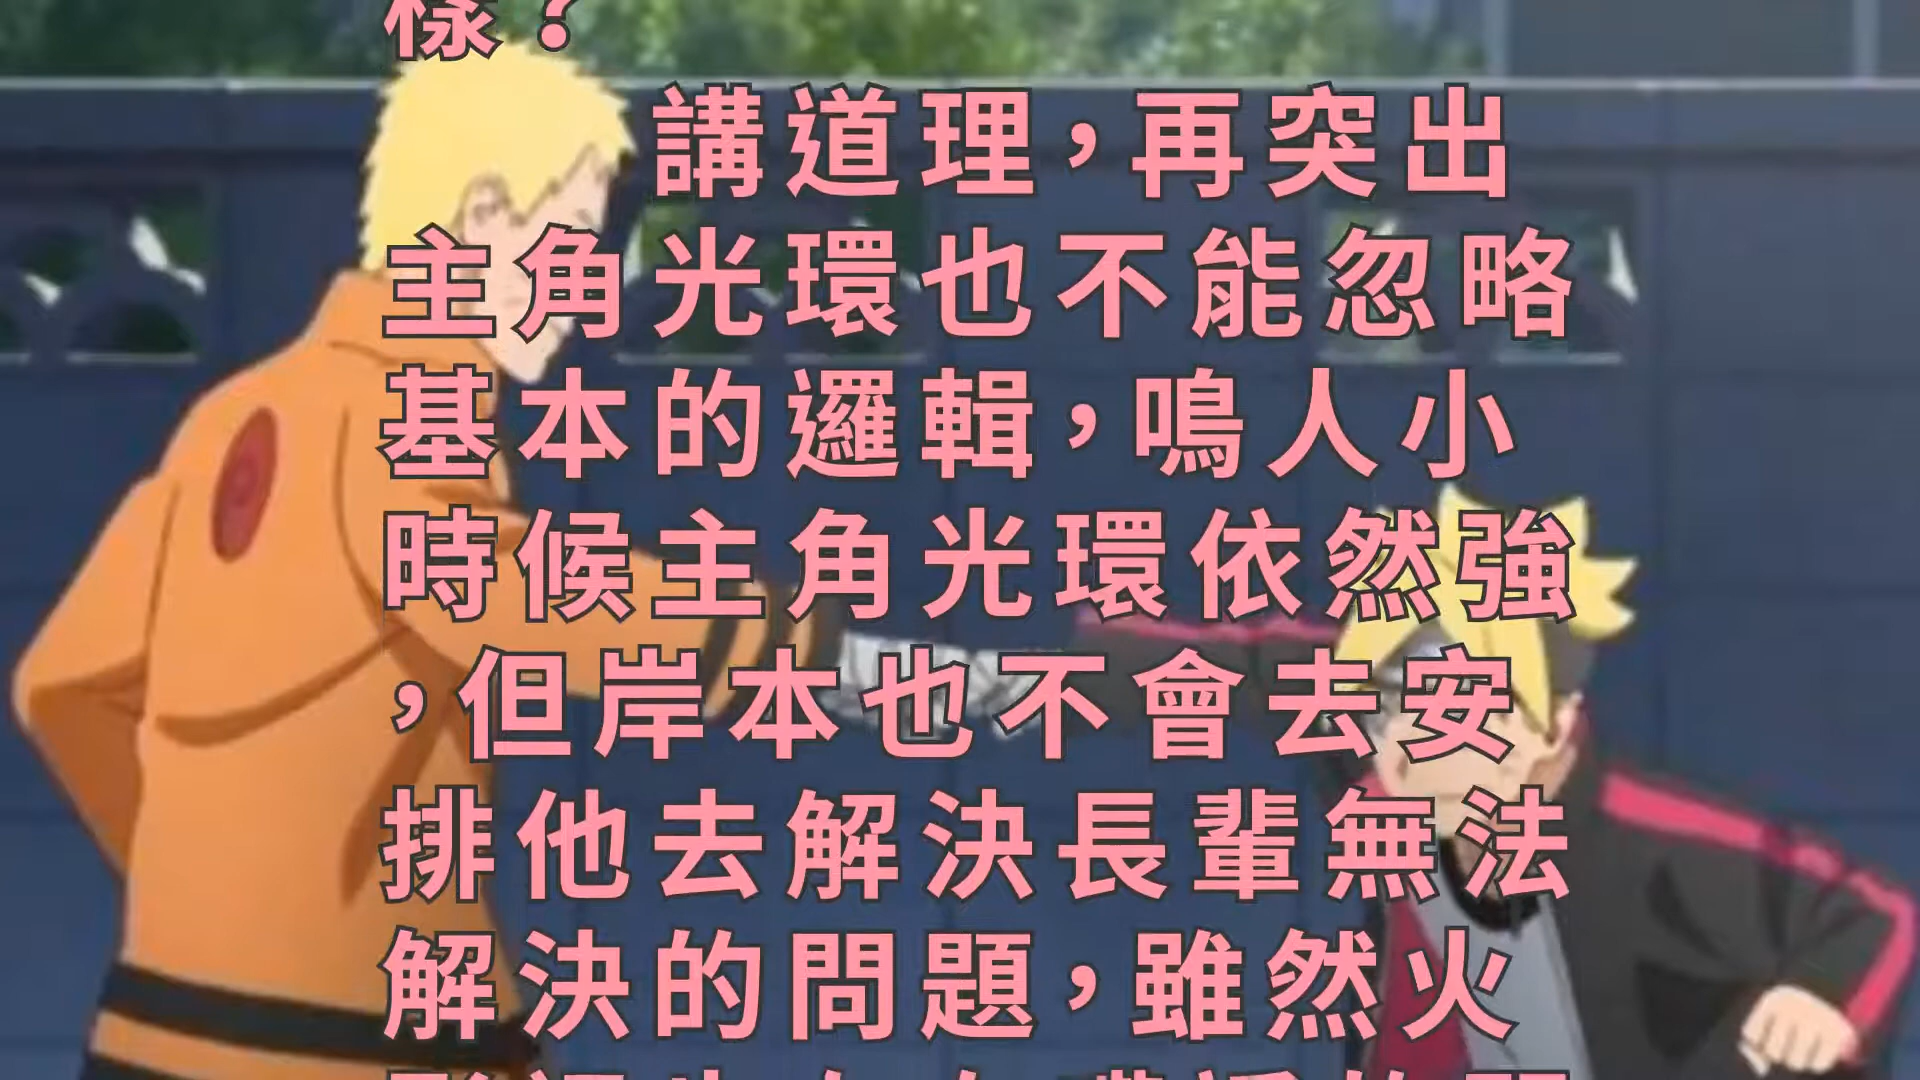 樣？
講道理，再突出
主角光環也不能忽略
基本的邏輯，鳴人小
時候主角光環依然強
，但岸本也不會去安
排他去解決長輩無法
解決的問題，雖然火